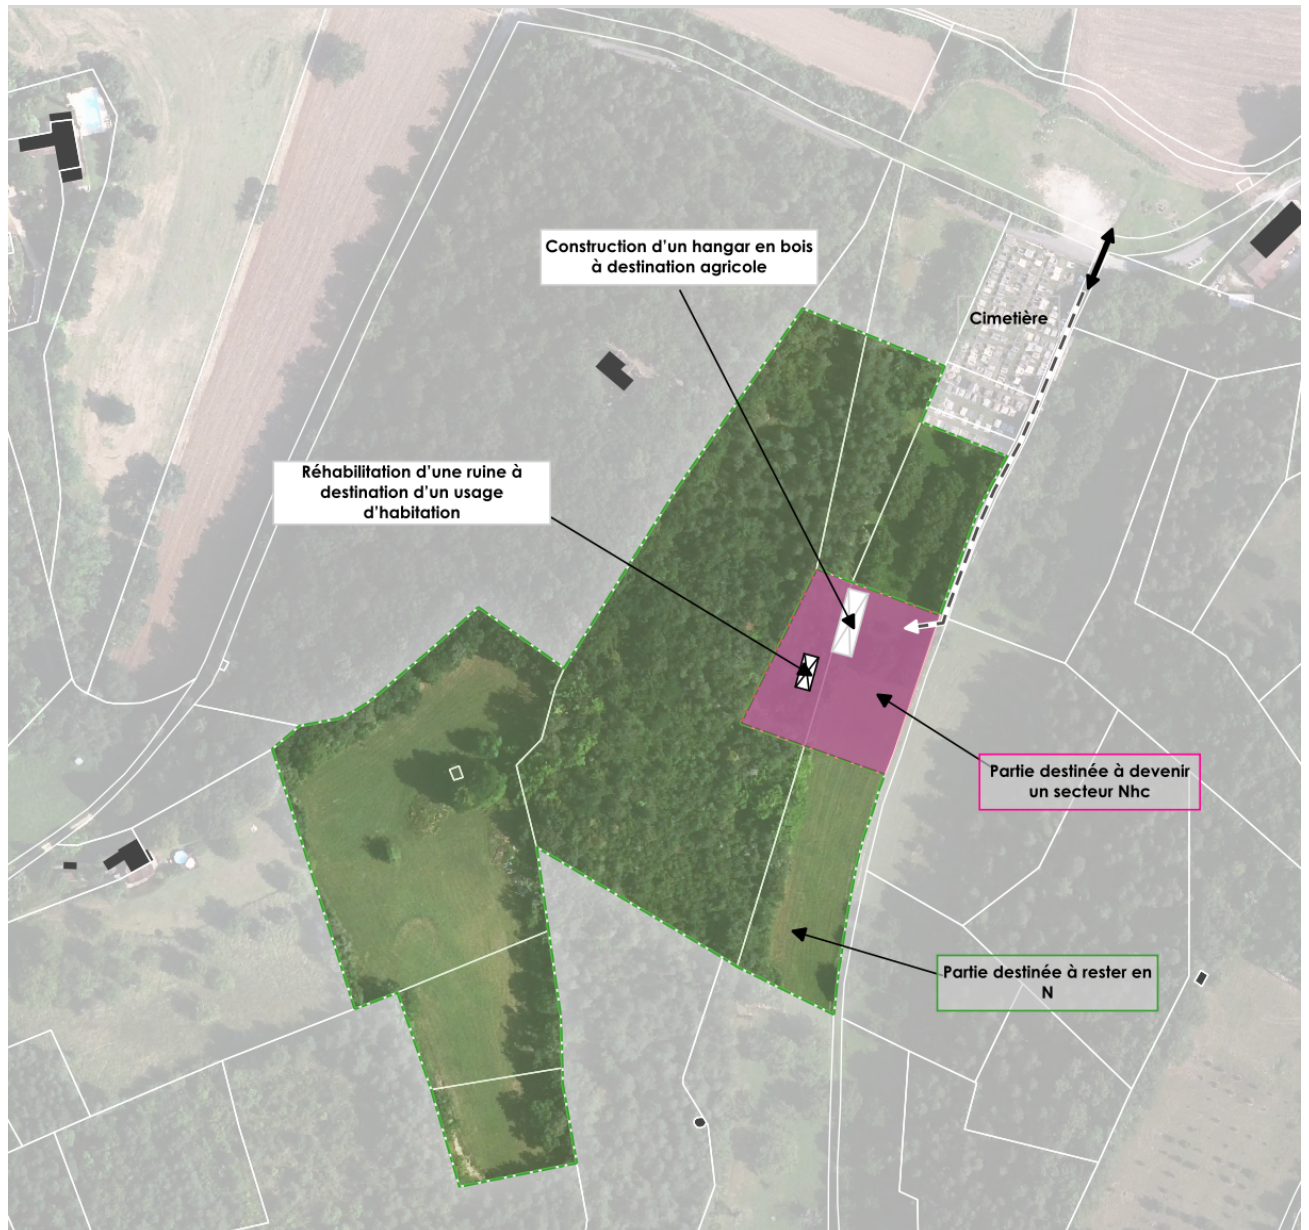 Construction d'un hangar en bois
à destination agricole
Cimetière
Réhabilitation d'une ruine à
destination d'un usage
d'habitation
Partie destinée à devenir
un secteur Nhc
Partie destinée à rester en
N